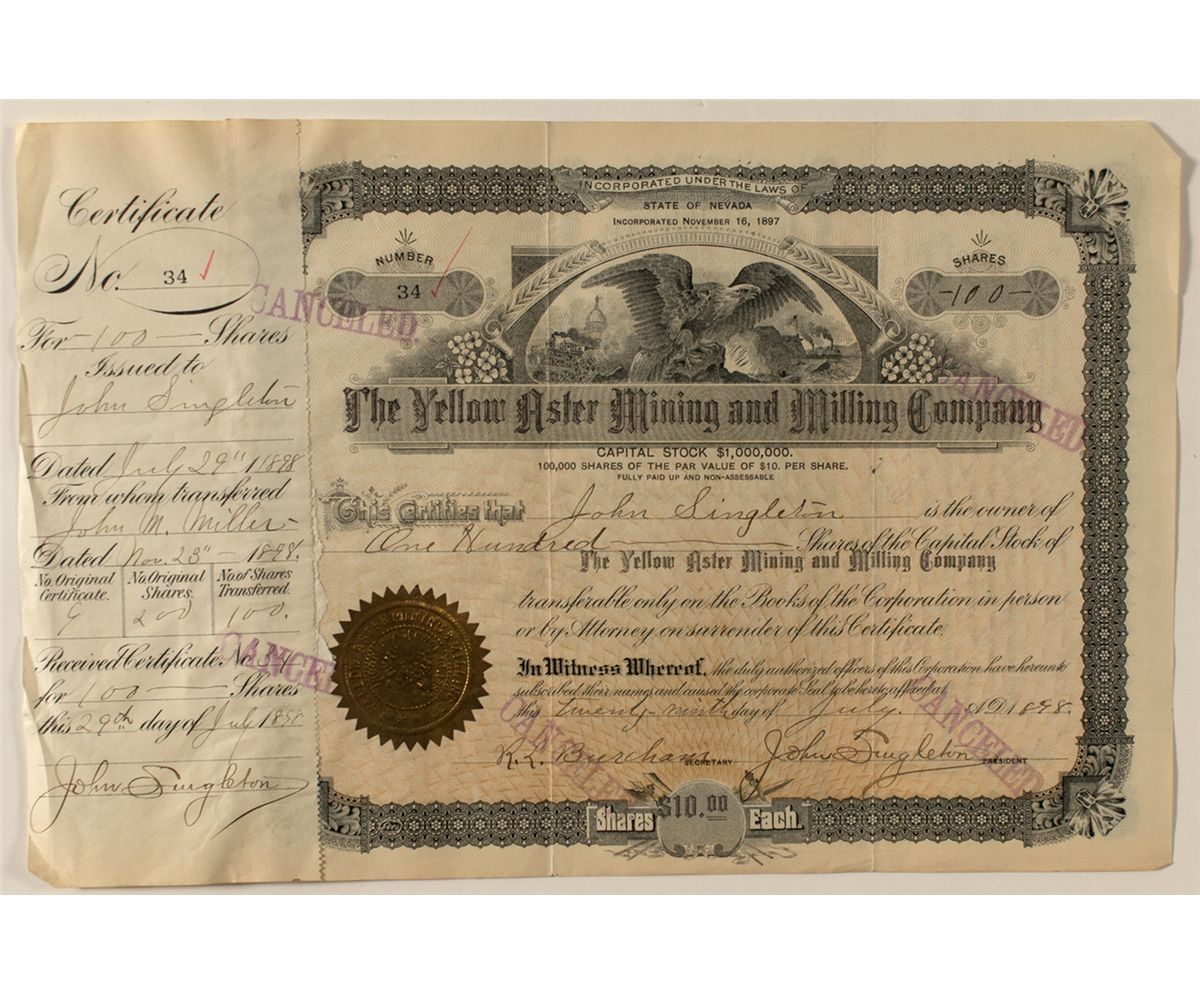 Certificate
No. 34
For - 100 - Shares
Issued to
John Singleton
Dated July 29" 1898
From whom transferred
John M. Miller -
Dated Nov. 23" - 1898.
No. Original Certificate. No. Original Shares. No. of Shares Transferred.
9 200 100.
Received Certificate No. 34
for 100 - Shares
this 29th day of July 1898
John Singleton
CANCELED
CANCELED
INCORPORATED UNDER THE LAWS OF
STATE OF NEVADA
INCORPORATED NOVEMBER 16, 1897
NUMBER
34
SHARES
-100-
CANCELED
The Yellow Aster Mining and Milling Company
CAPITAL STOCK $1,000,000.
100,000 SHARES OF THE PAR VALUE OF $10. PER SHARE.
FULLY PAID UP AND NON-ASSESSABLE
This Certifies that John Singleton is the owner of
One Hundred - Shares of the Capital Stock of
The Yellow Aster Mining and Milling Company
transferable only on the Books of the Corporation in person
or by Attorney on surrender of this Certificate.
In Witness Whereof, the duly authorized officers of this Corporation have hereunto
subscribed their names and caused the corporate Seal to be hereto affixed at
this twenty-ninth day of July. A.D. 1898.
CANCELED
CANCELED
R. L. Burcham SECRETARY John Singleton PRESIDENT
Shares $10.00 Each.